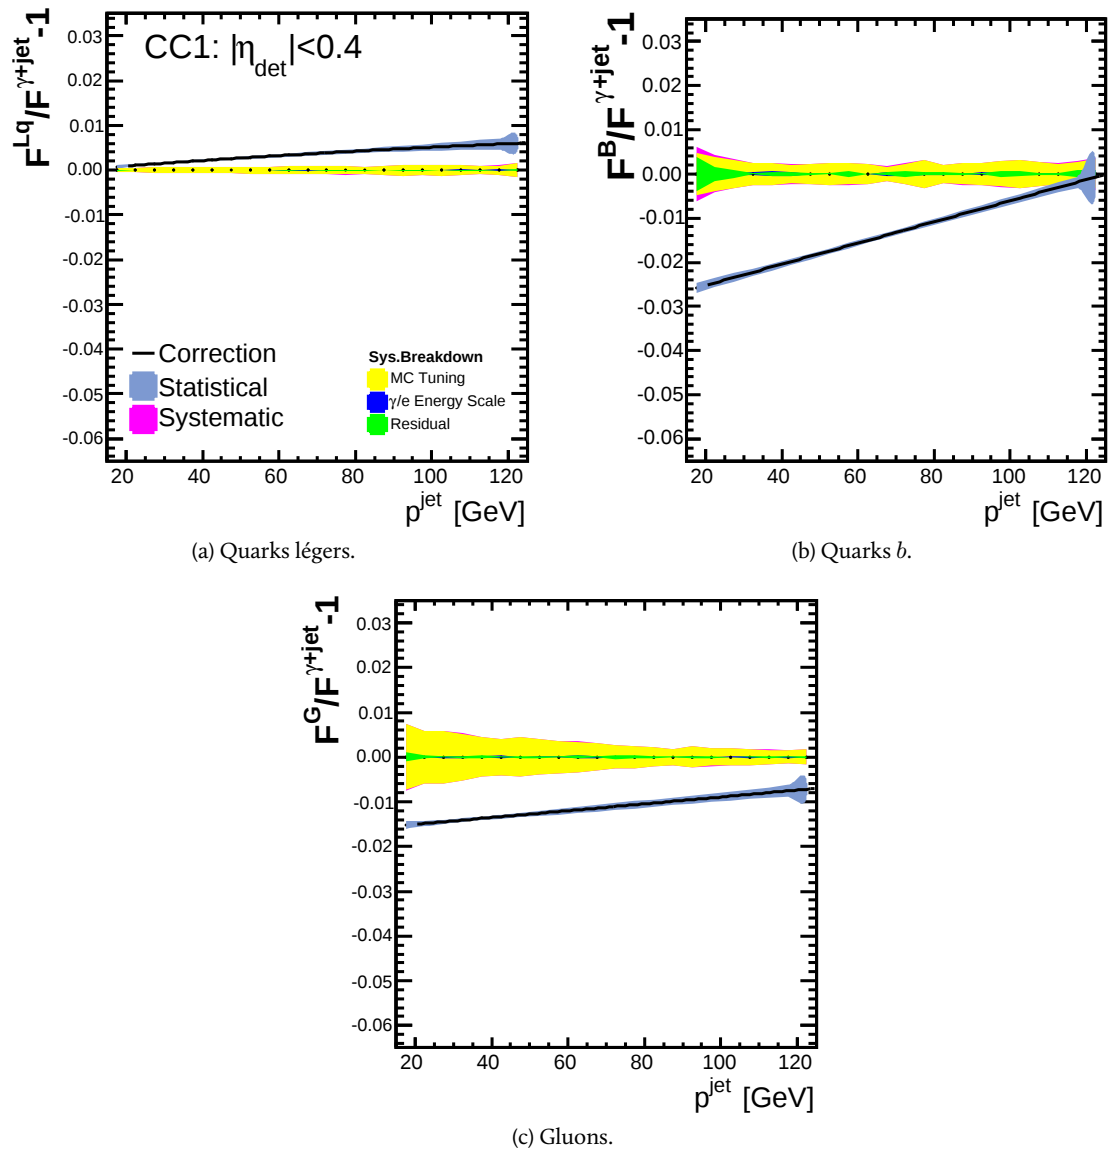 F^Lq/F^γ+jet-1
CC1: |η_det|<0.4
0.03
0.02
0.01
0.00
-0.01
-0.02
-0.03
-0.04
-0.05
-0.06
Correction
Statistical
Systematic
Sys.Breakdown
MC Tuning
γ/e Energy Scale
Residual
20 40 60 80 100 120
p^jet [GeV]
(a) Quarks légers.
F^B/F^γ+jet-1
0.03
0.02
0.01
0.00
-0.01
-0.02
-0.03
-0.04
-0.05
-0.06
20 40 60 80 100 120
p^jet [GeV]
(b) Quarks b.
F^G/F^γ+jet-1
0.03
0.02
0.01
0.00
-0.01
-0.02
-0.03
-0.04
-0.05
-0.06
20 40 60 80 100 120
p^jet [GeV]
(c) Gluons.